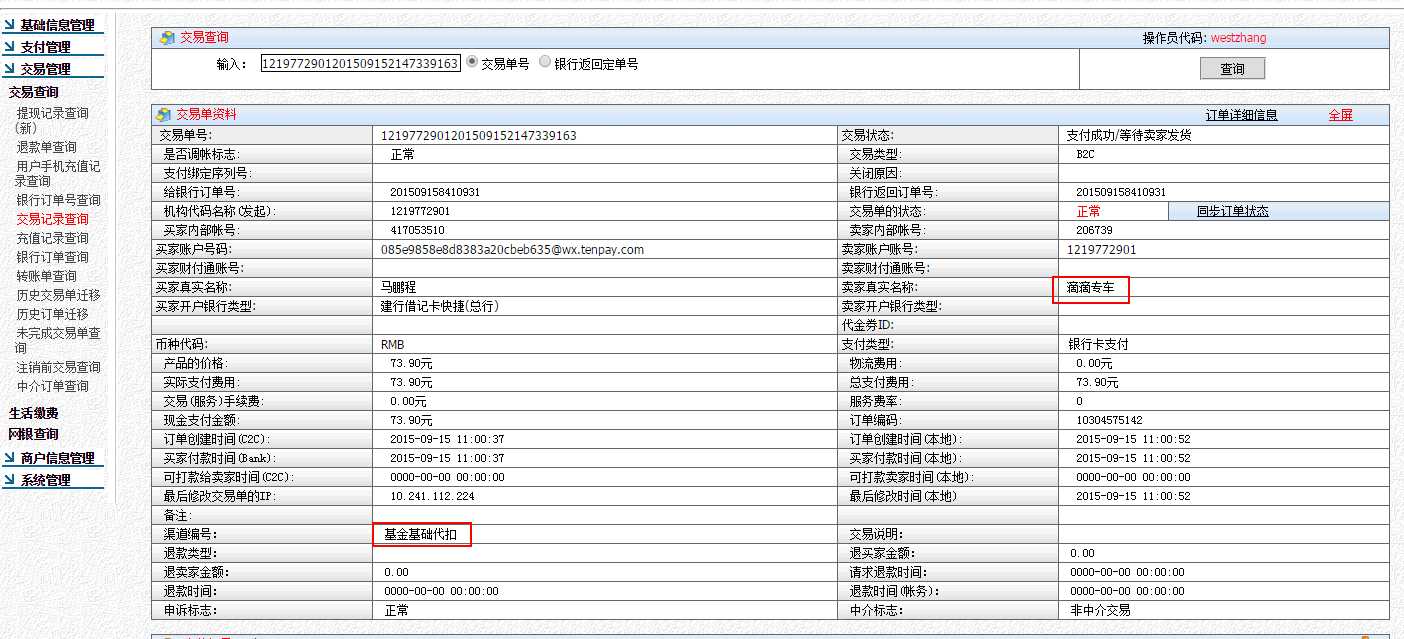 基础信息管理
支付管理
交易管理
交易查询
提现记录查询
(新)
退款单查询
用户手机充值记
录查询
银行订单号查询
交易记录查询
充值记录查询
银行订单查询
转账单查询
历史交易单迁移
历史订单迁移
未完成交易单查
询
注销前交易查询
中介订单查询
生活缴费
网银查询
商户信息管理
系统管理
交易查询 操作员代码: westzhang
输入: 1219772901201509152147339163 交易单号 银行返回定单号 查询
交易单资料 订单详细信息 全屏
交易单号: 1219772901201509152147339163 交易状态: 支付成功/等待卖家发货
是否调帐标志: 正常 交易类型: B2C
支付绑定序列号: 关闭原因:
给银行订单号: 201509158410931 银行返回订单号: 201509158410931
机构代码名称(发起): 1219772901 交易单的状态: 正常 同步订单状态
买家内部帐号: 417053510 卖家内部帐号: 206739
买家账户号码: 085e9858e8d8383a20cbeb635@wx.tenpay.com 卖家账户账号: 1219772901
买家财付通账号: 卖家财付通账号:
买家真实名称: 马鹏程 卖家真实名称: 滴滴专车
买家开户银行类型: 建行借记卡快捷(总行) 卖家开户银行类型:
代金券ID:
币种代码: RMB 支付类型: 银行卡支付
产品的价格: 73.90元 物流费用: 0.00元
实际支付费用: 73.90元 总支付费用: 73.90元
交易(服务)手续费: 0.00元 服务费率: 0
现金支付金额: 73.90元 订单编码: 10304575142
订单创建时间(C2C): 2015-09-15 11:00:37 订单创建时间(本地): 2015-09-15 11:00:52
买家付款时间(Bank): 2015-09-15 11:00:37 买家付款时间(本地): 2015-09-15 11:00:52
可打款给卖家时间(C2C): 0000-00-00 00:00:00 可打款卖家时间(本地): 0000-00-00 00:00:00
最后修改交易单的IP: 10.241.112.224 最后修改时间(本地) 2015-09-15 11:00:52
备注:
渠道编号: 基金基础代扣 交易说明:
退款类型: 退买家金额: 0.00
退卖家金额: 0.00 请求退款时间: 0000-00-00 00:00:00
退款时间: 0000-00-00 00:00:00 退款时间(帐务): 0000-00-00 00:00:00
申诉标志: 正常 中介标志: 非中介交易